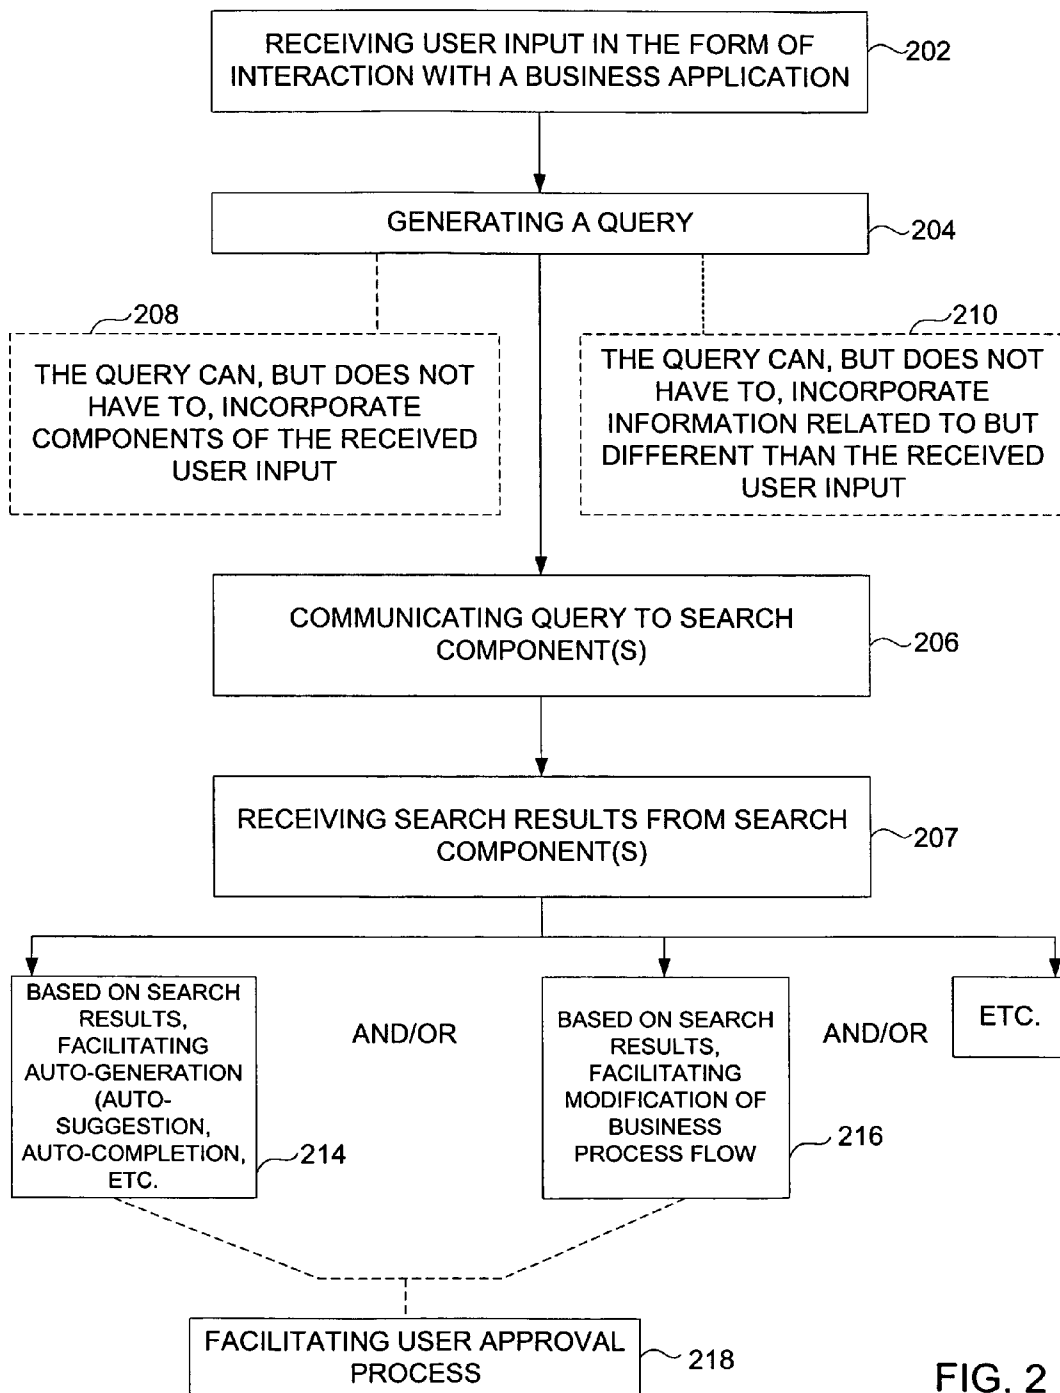 RECEIVING USER INPUT IN THE FORM OF
INTERACTION WITH A BUSINESS APPLICATION
202
GENERATING A QUERY
204
208
THE QUERY CAN, BUT DOES NOT
HAVE TO, INCORPORATE
COMPONENTS OF THE RECEIVED
USER INPUT
210
THE QUERY CAN, BUT DOES NOT
HAVE TO, INCORPORATE
INFORMATION RELATED TO BUT
DIFFERENT THAN THE RECEIVED
USER INPUT
COMMUNICATING QUERY TO SEARCH
COMPONENT(S)
206
RECEIVING SEARCH RESULTS FROM SEARCH
COMPONENT(S)
207
BASED ON SEARCH
RESULTS,
FACILITATING
AUTO-GENERATION
(AUTO-
SUGGESTION,
AUTO-COMPLETION,
ETC.
214
AND/OR
BASED ON SEARCH
RESULTS,
FACILITATING
MODIFICATION OF
BUSINESS
PROCESS FLOW
216
AND/OR
ETC.
FACILITATING USER APPROVAL
PROCESS
218
FIG. 2